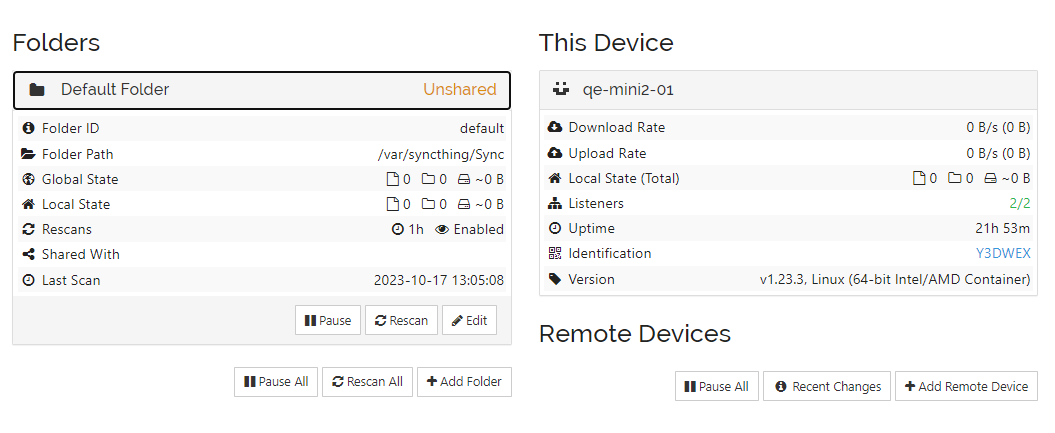 Folders
Default Folder Unshared
Folder ID default
Folder Path /var/syncthing/Sync
Global State 0 0 ~0 B
Local State 0 0 ~0 B
Rescans 1h Enabled
Shared With
Last Scan 2023-10-17 13:05:08
Pause Rescan Edit
Pause All Rescan All Add Folder
This Device
qe-mini2-01
Download Rate 0 B/s (0 B)
Upload Rate 0 B/s (0 B)
Local State (Total) 0 0 ~0 B
Listeners 2/2
Uptime 21h 53m
Identification Y3DWEX
Version v1.23.3, Linux (64-bit Intel/AMD Container)
Remote Devices
Pause All Recent Changes Add Remote Device